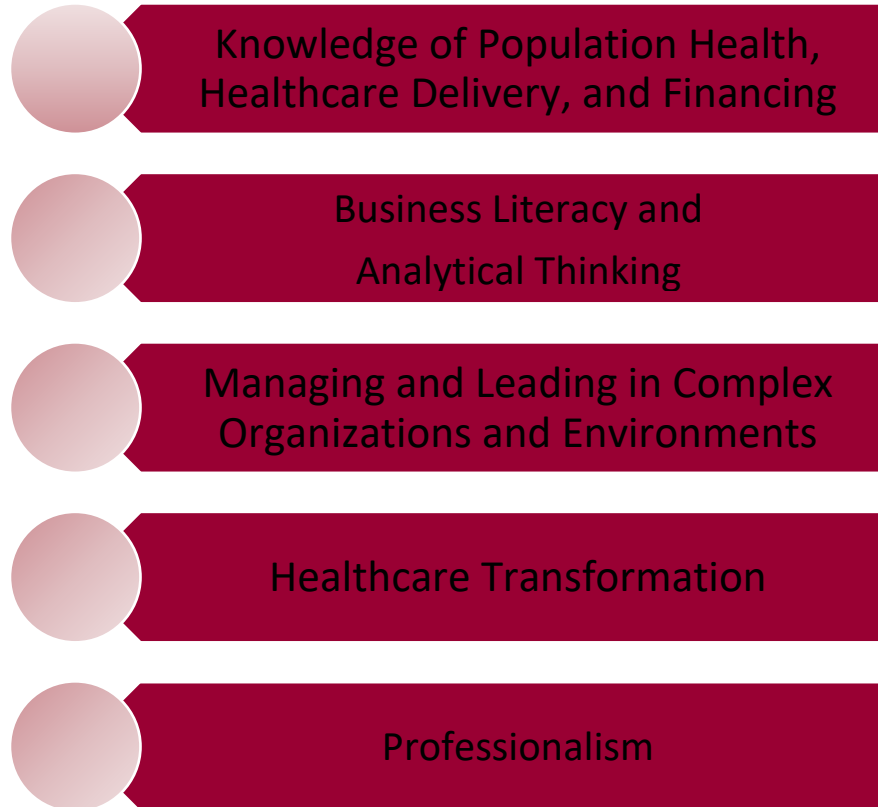 Knowledge of Population Health,
Healthcare Delivery, and Financing
Business Literacy and
Analytical Thinking
Managing and Leading in Complex
Organizations and Environments
Healthcare Transformation
Professionalism